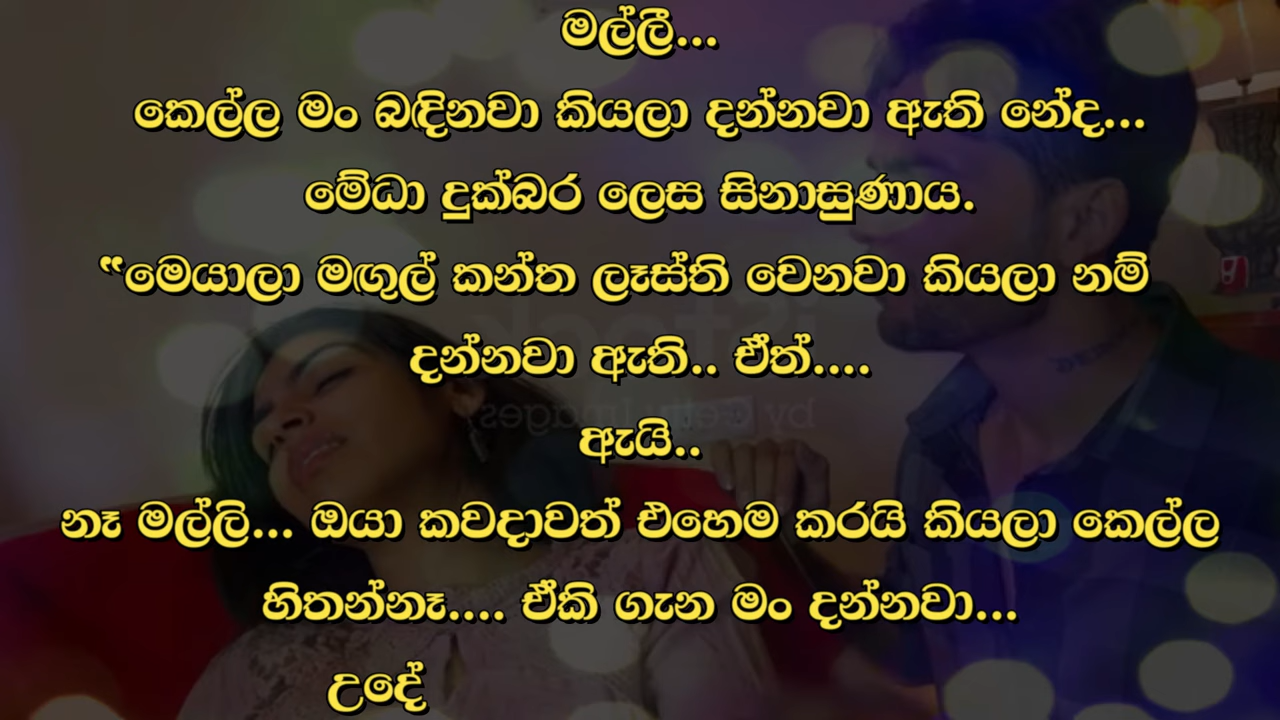 මල්ලී...
කෙල්ල මං බඳිනවා කියලා දන්නවා ඇති නේද...
මේධා දුක්බර ලෙස සිනාසුණාය.
“මෙයාලා මඟුල් කන්න ලෑස්ති වෙනවා කියලා නම්
දන්නවා ඇති.. ඒත්....
ඇයි..
නෑ මල්ලි... ඔයා කවදාවත් එහෙම කරයි කියලා කෙල්ල
හිතන්නෑ.... ඒකි ගැන මං දන්නවා...
උදේ